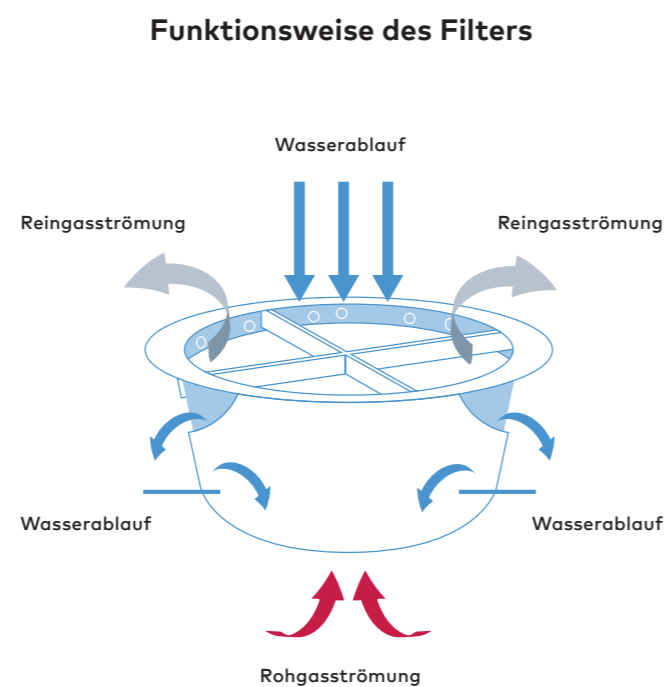 Funktionsweise des Filters
Wasserablauf
Reingasströmung
Reingasströmung
Wasserablauf
Wasserablauf
Rohgasströmung